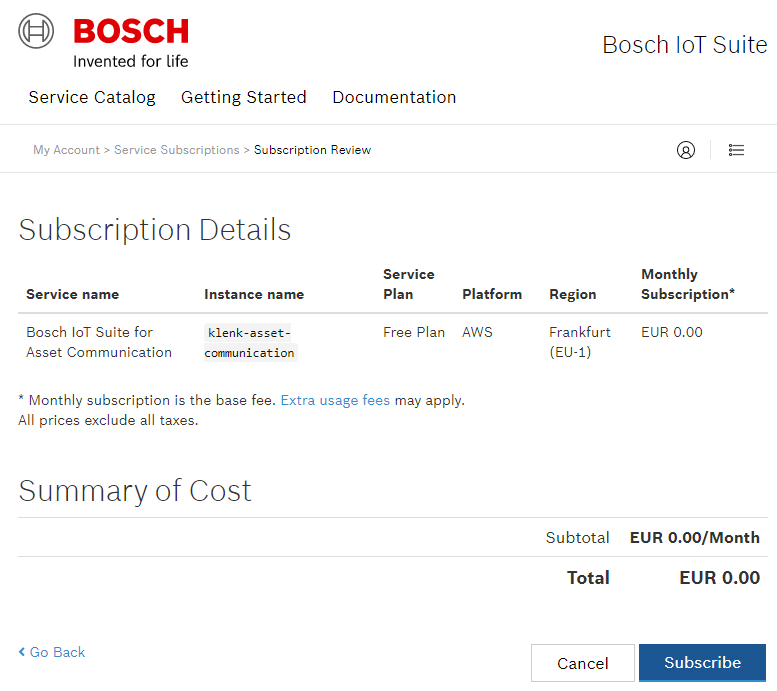 BOSCH
Invented for life
Bosch IoT Suite
Service Catalog Getting Started Documentation
My Account > Service Subscriptions > Subscription Review
Subscription Details
Service name Instance name Service Plan Platform Region Monthly Subscription*
Bosch IoT Suite for Asset Communication klenk-asset-communication Free Plan AWS Frankfurt (EU-1) EUR 0.00
* Monthly subscription is the base fee. Extra usage fees may apply.
All prices exclude all taxes.
Summary of Cost
Subtotal EUR 0.00/Month
Total EUR 0.00
Go Back
Cancel Subscribe